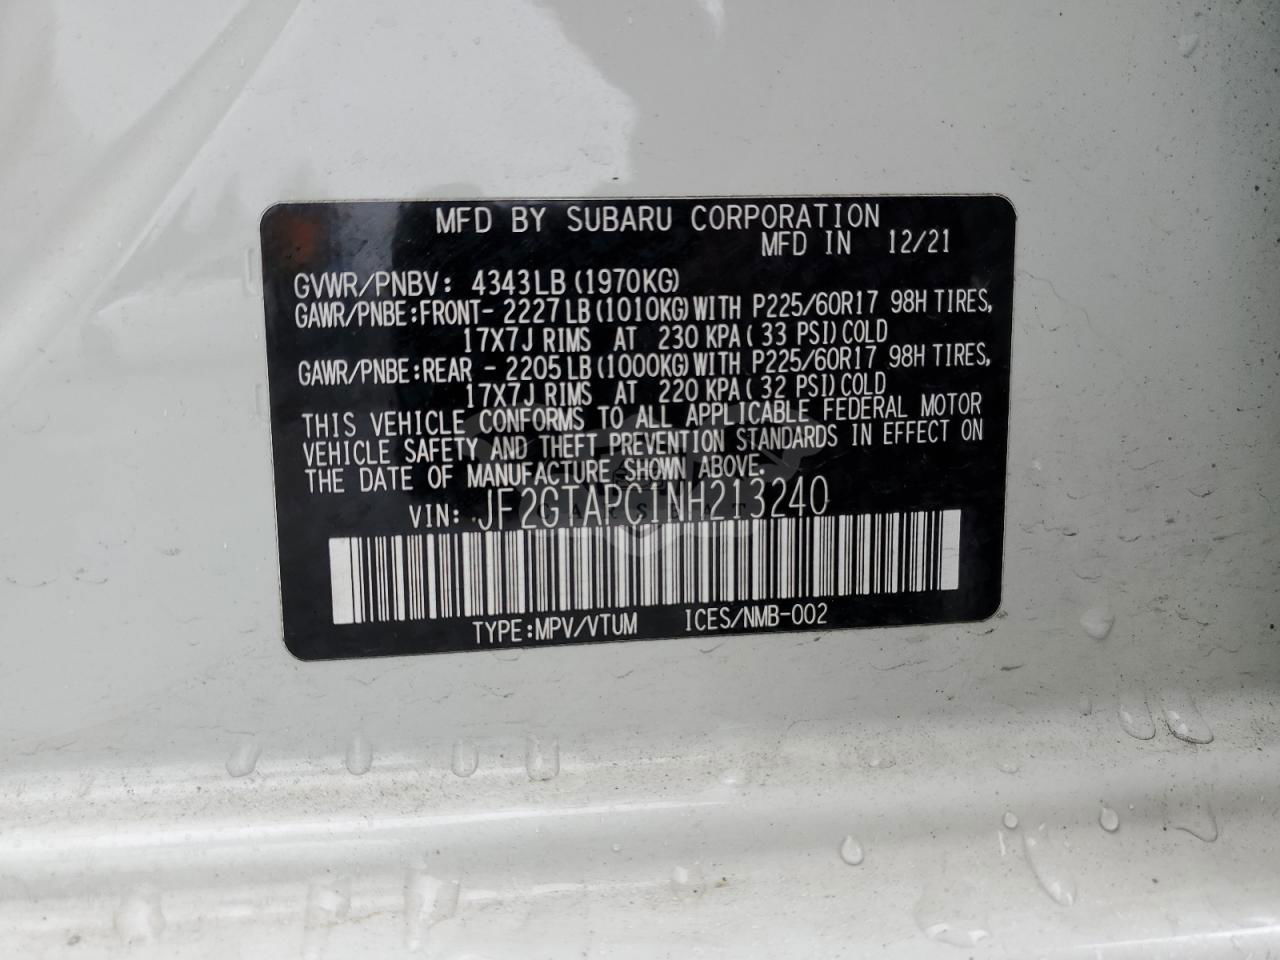 MFD BY SUBARU CORPORATION
MFD IN 12/21
GVWR/PNBV: 4343LB(1970KG)
GAWR/PNBE:FRONT- 2227LB(1010KG)WITH P225/60R17 98H TIRES,
17X7J RIMS AT 230 KPA(33 PSI)COLD
GAWR/PNBE:REAR - 2205LB(1000KG)WITH P225/60R17 98H TIRES,
17X7J RIMS AT 220 KPA(32 PSI)COLD
THIS VEHICLE CONFORMS TO ALL APPLICABLE FEDERAL MOTOR
VEHICLE SAFETY AND THEFT PREVENTION STANDARDS IN EFFECT ON
THE DATE OF MANUFACTURE SHOWN ABOVE.
VIN: JF2GTAPC1NH213240
TYPE:MPV/VTUM ICES/NMB-002